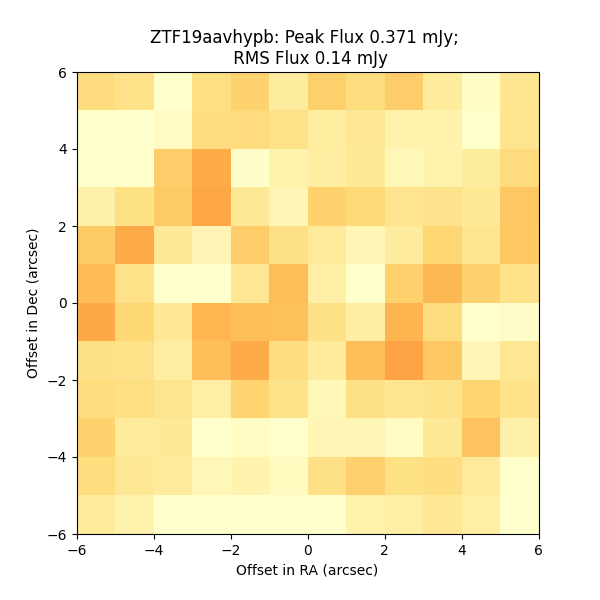 ZTF19aavhypb: Peak Flux 0.371 mJy;
RMS Flux 0.14 mJy
6
4
2
0
−2
−4
−6
Offset in Dec (arcsec)
−6 −4 −2 0 2 4 6
Offset in RA (arcsec)